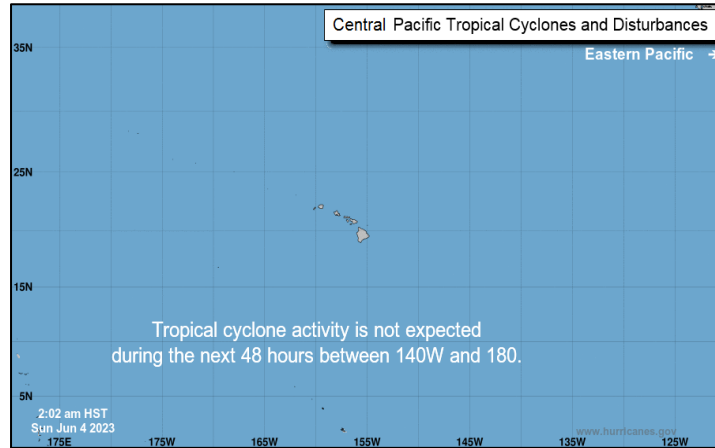 Central Pacific Tropical Cyclones and Disturbances
35N
Eastern Pacific →
25N
15N
Tropical cyclone activity is not expected
during the next 48 hours between 140W and 180.
5N
2:02 am HST
Sun Jun 4 2023
www.hurricanes.gov
175E 175W 165W 155W 145W 135W 125W